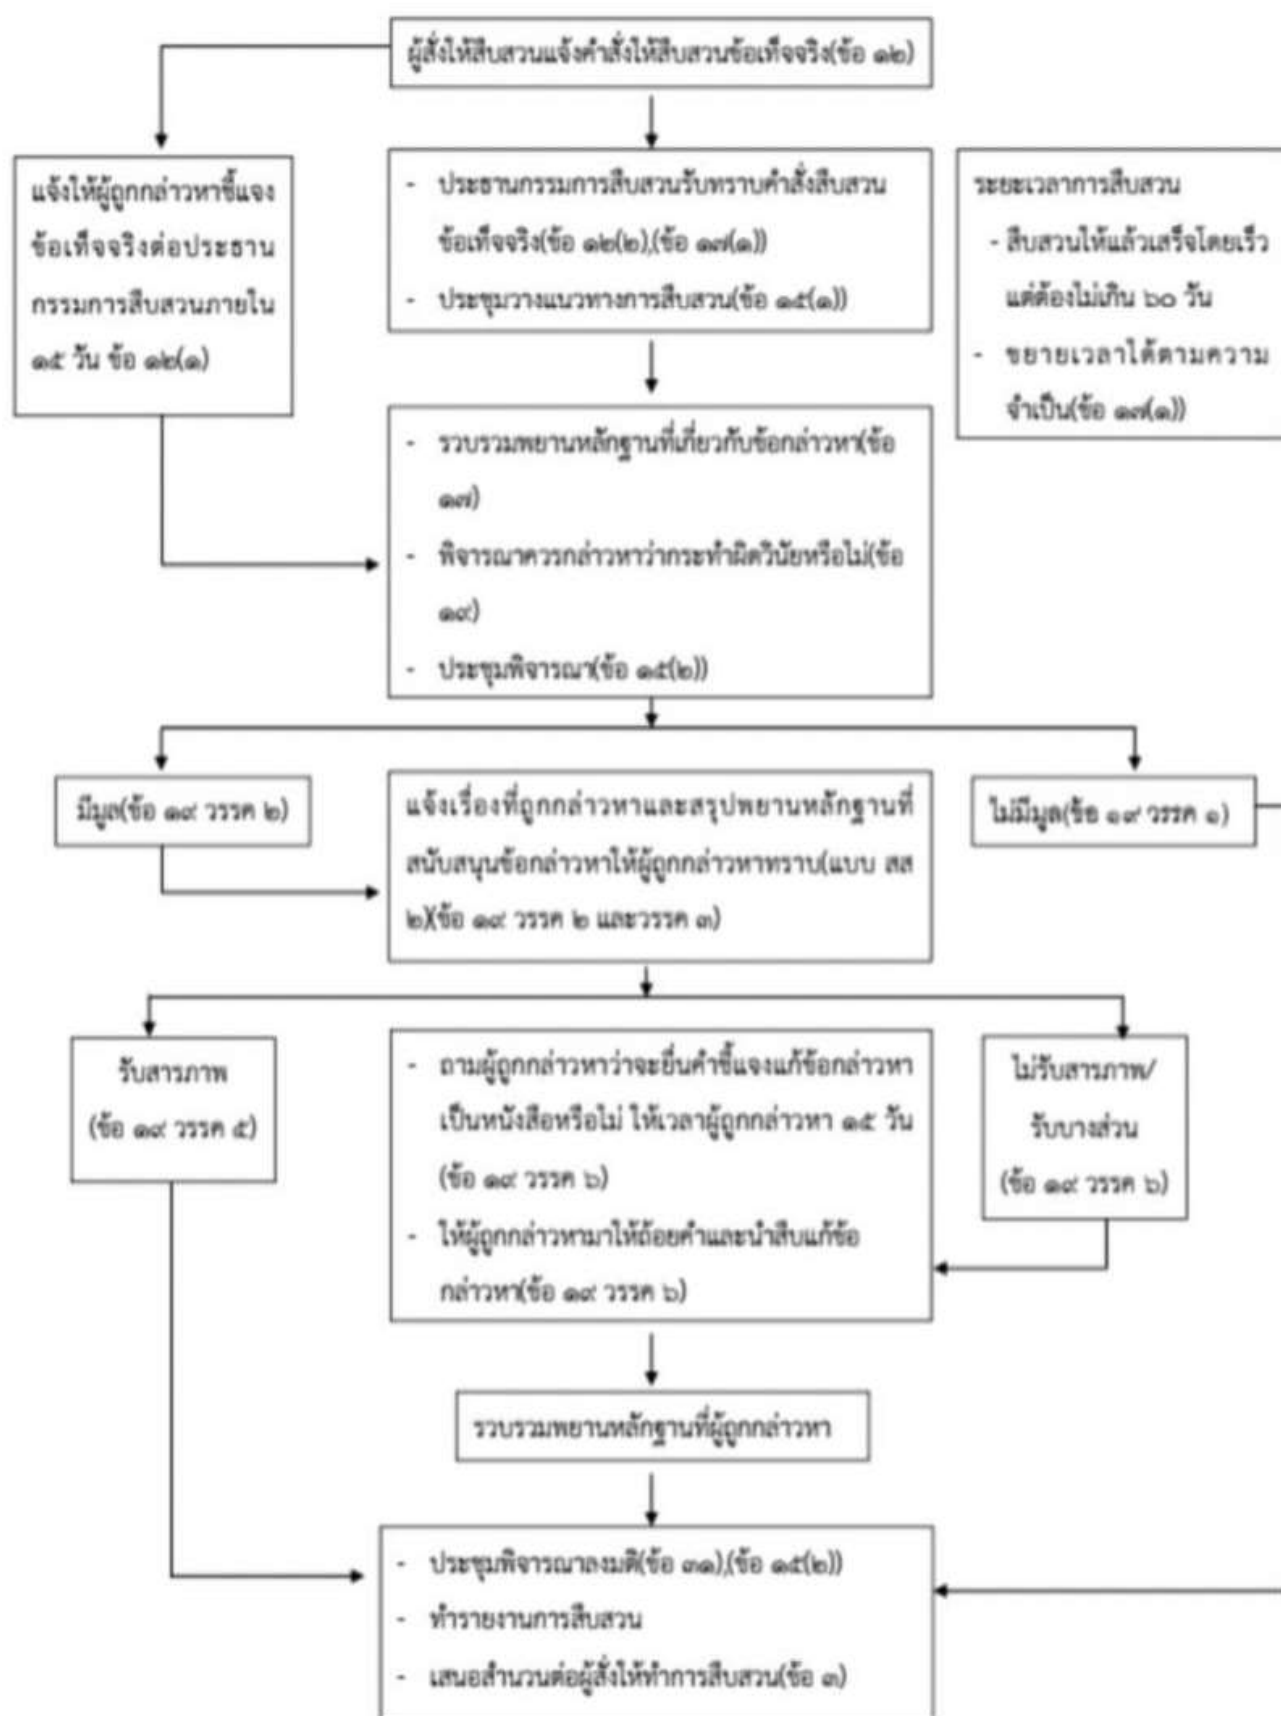 ผู้สั่งให้สืบสวนแจ้งคำสั่งให้สืบสวนข้อเท็จจริง(ข้อ ๑๒)
แจ้งให้ผู้ถูกกล่าวหาชี้แจง
ข้อเท็จจริงต่อประธาน
กรรมการสืบสวนภายใน
๑๕ วัน ข้อ ๑๒(๑)
- ประธานกรรมการสืบสวนรับทราบคำสั่งสืบสวน
ข้อเท็จจริง(ข้อ ๑๒(๒),(ข้อ ๑๗(๑))
- ประชุมวางแนวทางการสืบสวน(ข้อ ๑๕(๑))
ระยะเวลาการสืบสวน
- สืบสวนให้แล้วเสร็จโดยเร็ว
แต่ต้องไม่เกิน ๖๐ วัน
- ขยายเวลาได้ตามความ
จำเป็น(ข้อ ๑๗(๑))
- รวบรวมพยานหลักฐานที่เกี่ยวกับข้อกล่าวหา(ข้อ
๑๗)
- พิจารณาควรกล่าวหาว่ากระทำผิดวินัยหรือไม่(ข้อ
๑๙)
- ประชุมพิจารณา(ข้อ ๑๕(๒))
มีมูล(ข้อ ๑๙ วรรค ๒)
แจ้งเรื่องที่ถูกกล่าวหาและสรุปพยานหลักฐานที่
สนับสนุนข้อกล่าวหาให้ผู้ถูกกล่าวหาทราบ(แบบ สส
๒)(ข้อ ๑๙ วรรค ๒ และวรรค ๓)
ไม่มีมูล(ข้อ ๑๙ วรรค ๑)
รับสารภาพ
(ข้อ ๑๙ วรรค ๕)
- ถามผู้ถูกกล่าวหาว่าจะยื่นคำชี้แจงแก้ข้อกล่าวหา
เป็นหนังสือหรือไม่ ให้เวลาผู้ถูกกล่าวหา ๑๕ วัน
(ข้อ ๑๙ วรรค ๖)
- ให้ผู้ถูกกล่าวหามาให้ถ้อยคำและนำสืบแก้ข้อ
กล่าวหา(ข้อ ๑๙ วรรค ๖)
ไม่รับสารภาพ/
รับบางส่วน
(ข้อ ๑๙ วรรค ๖)
รวบรวมพยานหลักฐานที่ผู้ถูกกล่าวหา
- ประชุมพิจารณาลงมติ(ข้อ ๓๑),(ข้อ ๑๕(๒))
- ทำรายงานการสืบสวน
- เสนอสำนวนต่อผู้สั่งให้ทำการสืบสวน(ข้อ ๓)